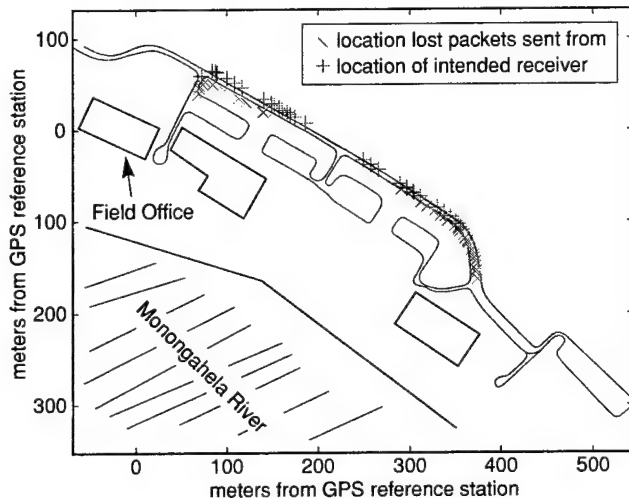 location lost packets sent from
location of intended receiver
meters from GPS reference station
100
0
100
200
300
Field Office
Monongahela River
0
100
200
300
400
500
meters from GPS reference station